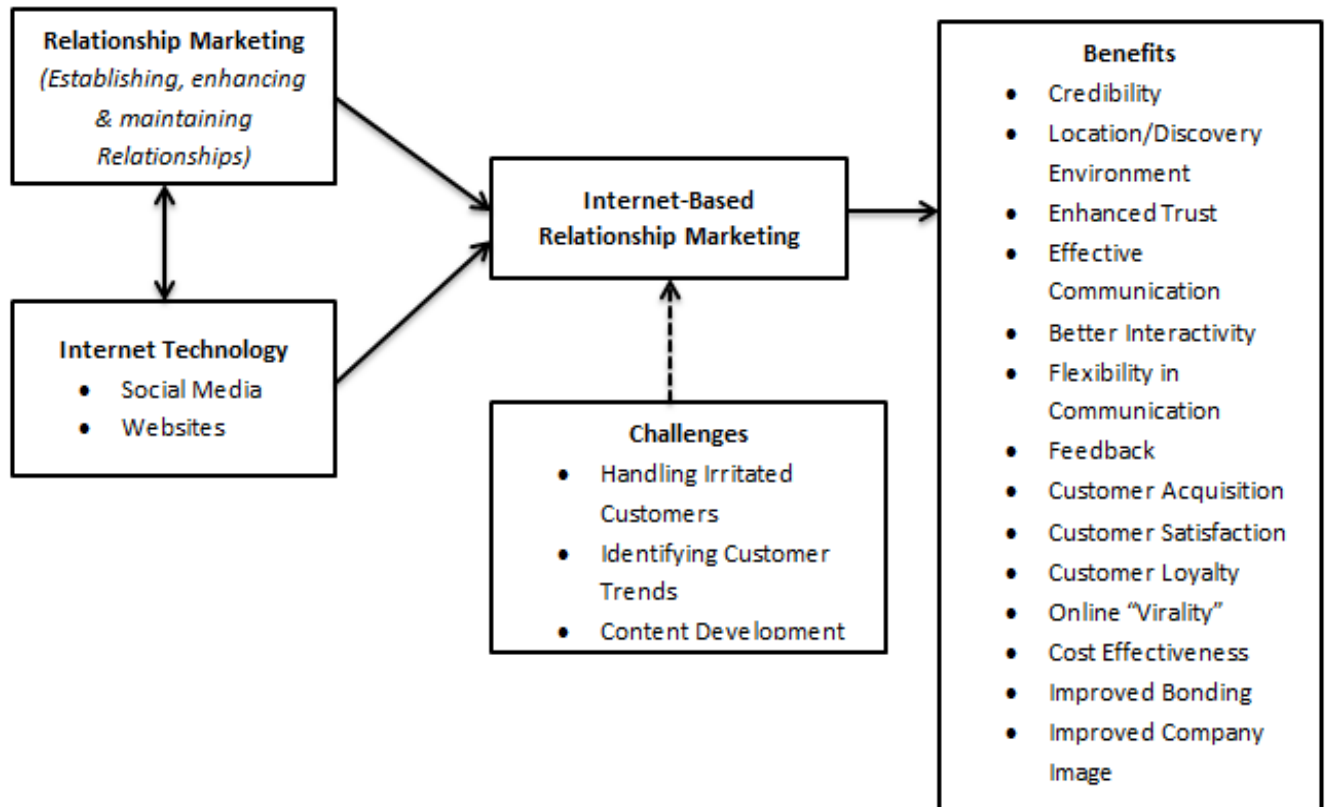 Relationship Marketing
(Establishing, enhancing
& maintaining
Relationships)
Internet Technology
● Social Media
● Websites
Internet-Based
Relationship Marketing
Challenges
● Handling Irritated
Customers
● Identifying Customer
Trends
● Content Development
Benefits
● Credibility
● Location/Discovery
Environment
● Enhanced Trust
● Effective
Communication
● Better Interactivity
● Flexibility in
Communication
● Feedback
● Customer Acquisition
● Customer Satisfaction
● Customer Loyalty
● Online “Virality”
● Cost Effectiveness
● Improved Bonding
● Improved Company
Image